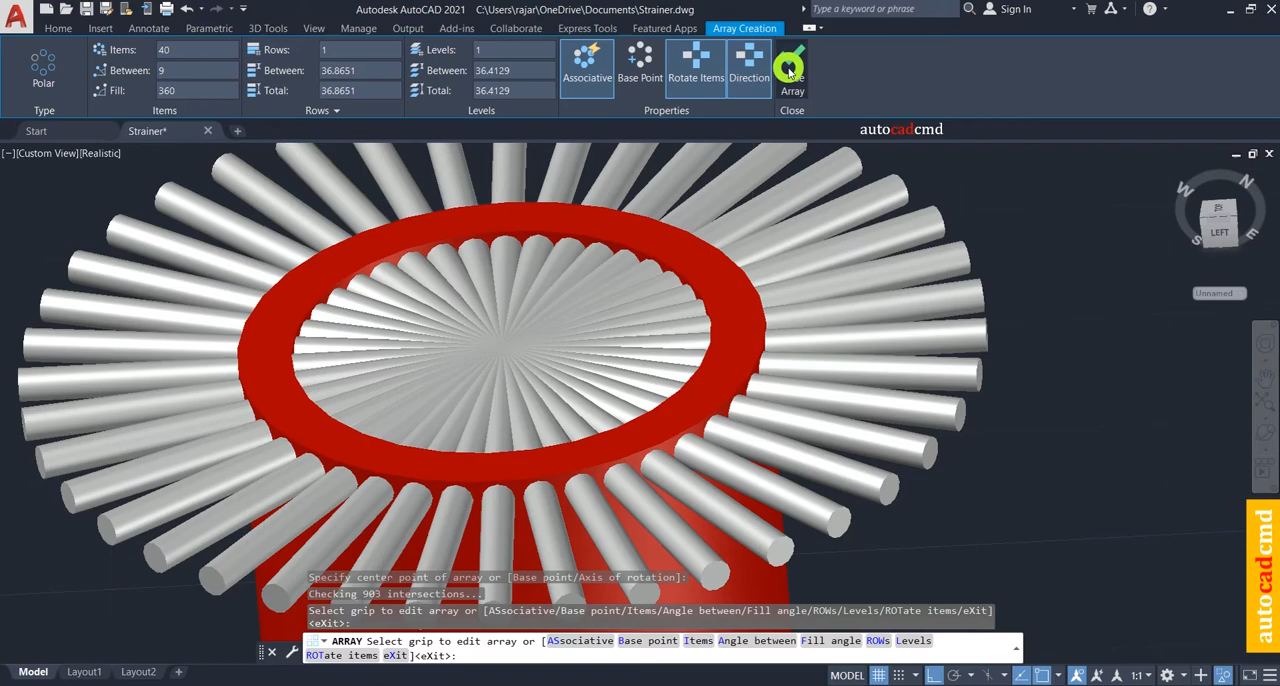 Autodesk AutoCAD 2021 C:\Users\rajar\OneDrive\Documents\Strainer.dwg
Type a keyword or phrase
Sign In
Home Insert Annotate Parametric 3D Tools View Manage Output Add-ins Collaborate Express Tools Featured Apps Array Creation
Items: 40 Rows: 1 Levels: 1
Between: 9 Between: 36.8651 Between: 36.4129
Fill: 360 Total: 36.8651 Total: 36.4129
Polar Associative Base Point Rotate Items Direction
Array
Type Items Rows Levels Properties Close
Start Strainer*
autocadcmd
[−][Custom View][Realistic]
W N
LEFT
S E
Unnamed
Specify center point of array or [Base point/Axis of rotation]:
Checking 903 intersections...
Select grip to edit array or [ASsociative/Base point/Items/Angle between/Fill angle/ROWs/Levels/ROTate items/eXit]
<eXit>:
ARRAY Select grip to edit array or [ASsociative Base point Items Angle between Fill angle ROWs Levels
ROTate items eXit]<eXit>:
autocadcmd
Model Layout1 Layout2
MODEL 1:1